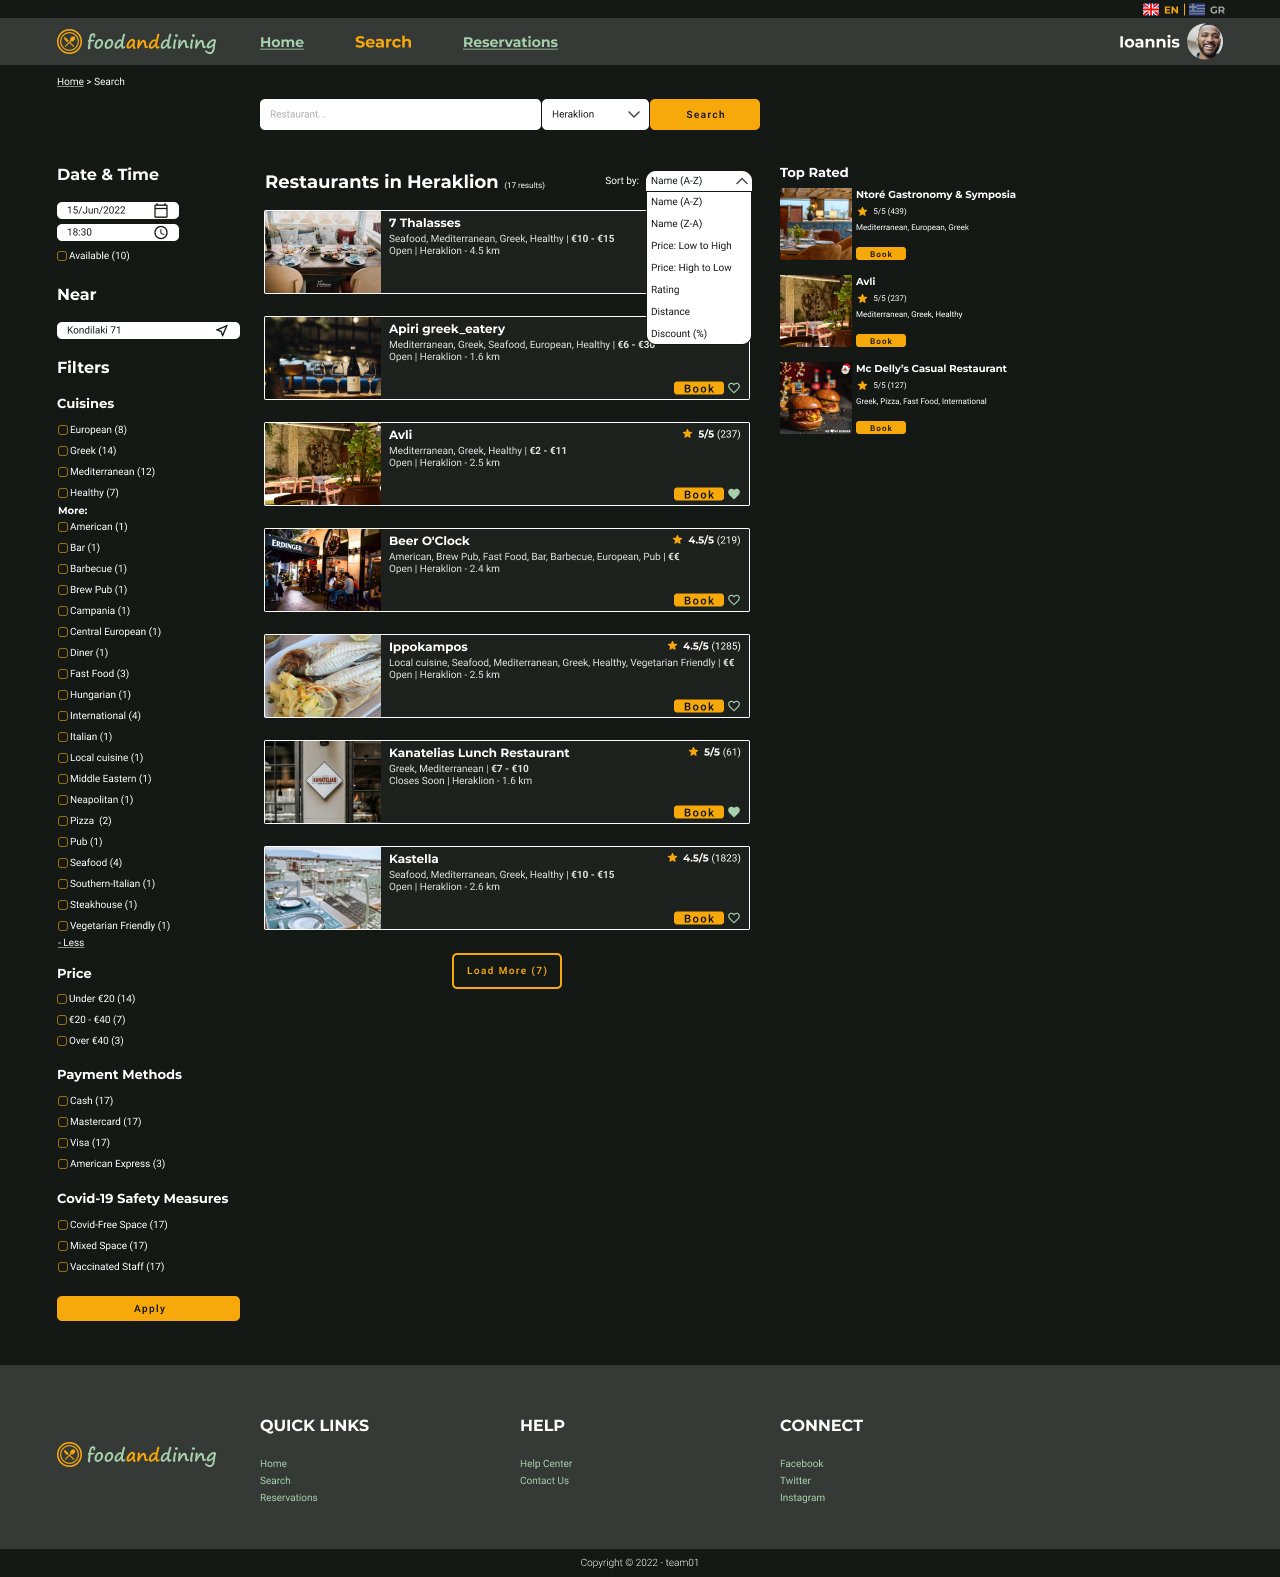 EN | GR
foodanddining
Home
Search
Reservations
Ioannis
Home > Search
Restaurant...
Heraklion
Search
Date & Time
15/Jun/2022
18:30
Available (10)
Near
Kondilaki 71
Filters
Cuisines
European (8)
Greek (14)
Mediterranean (12)
Healthy (7)
More:
American (1)
Bar (1)
Barbecue (1)
Brew Pub (1)
Campania (1)
Central European (1)
Diner (1)
Fast Food (3)
Hungarian (1)
International (4)
Italian (1)
Local cuisine (1)
Middle Eastern (1)
Neapolitan (1)
Pizza (2)
Pub (1)
Seafood (4)
Southern-Italian (1)
Steakhouse (1)
Vegetarian Friendly (1)
- Less
Price
Under €20 (14)
€20 - €40 (7)
Over €40 (3)
Payment Methods
Cash (17)
Mastercard (17)
Visa (17)
American Express (3)
Covid-19 Safety Measures
Covid-Free Space (17)
Mixed Space (17)
Vaccinated Staff (17)
Apply
Restaurants in Heraklion (17 results)
Sort by:
Name (A-Z)
Name (A-Z)
Name (Z-A)
Price: Low to High
Price: High to Low
Rating
Distance
Discount (%)
7 Thalasses
Seafood, Mediterranean, Greek, Healthy | €10 - €15
Open | Heraklion - 4.5 km
Apiri greek_eatery
Mediterranean, Greek, Seafood, European, Healthy | €6 - €30
Open | Heraklion - 1.6 km
Book
Avli
5/5 (237)
Mediterranean, Greek, Healthy | €2 - €11
Open | Heraklion - 2.5 km
Book
ERDINGER
Beer O'Clock
4.5/5 (219)
American, Brew Pub, Fast Food, Bar, Barbecue, European, Pub | €€
Open | Heraklion - 2.4 km
Book
Ippokampos
4.5/5 (1285)
Local cuisine, Seafood, Mediterranean, Greek, Healthy, Vegetarian Friendly | €€
Open | Heraklion - 2.5 km
Book
KANATELIAS
Kanatelias Lunch Restaurant
5/5 (61)
Greek, Mediterranean | €7 - €10
Closes Soon | Heraklion - 1.6 km
Book
Kastella
4.5/5 (1823)
Seafood, Mediterranean, Greek, Healthy | €10 - €15
Open | Heraklion - 2.6 km
Book
Load More (7)
Top Rated
Ntoré Gastronomy & Symposia
5/5 (439)
Mediterranean, European, Greek
Book
Avli
5/5 (237)
Mediterranean, Greek, Healthy
Book
Mc Delly's Casual Restaurant
5/5 (127)
Greek, Pizza, Fast Food, International
Book
foodanddining
QUICK LINKS
Home
Search
Reservations
HELP
Help Center
Contact Us
CONNECT
Facebook
Twitter
Instagram
Copyright © 2022 - team01